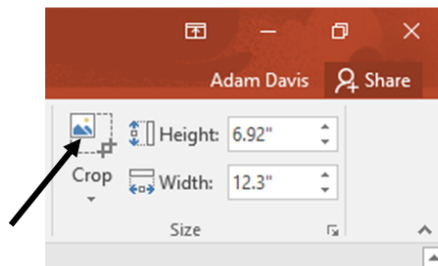 Adam Davis Share
Height: 6.92"
Crop Width: 12.3"
Size